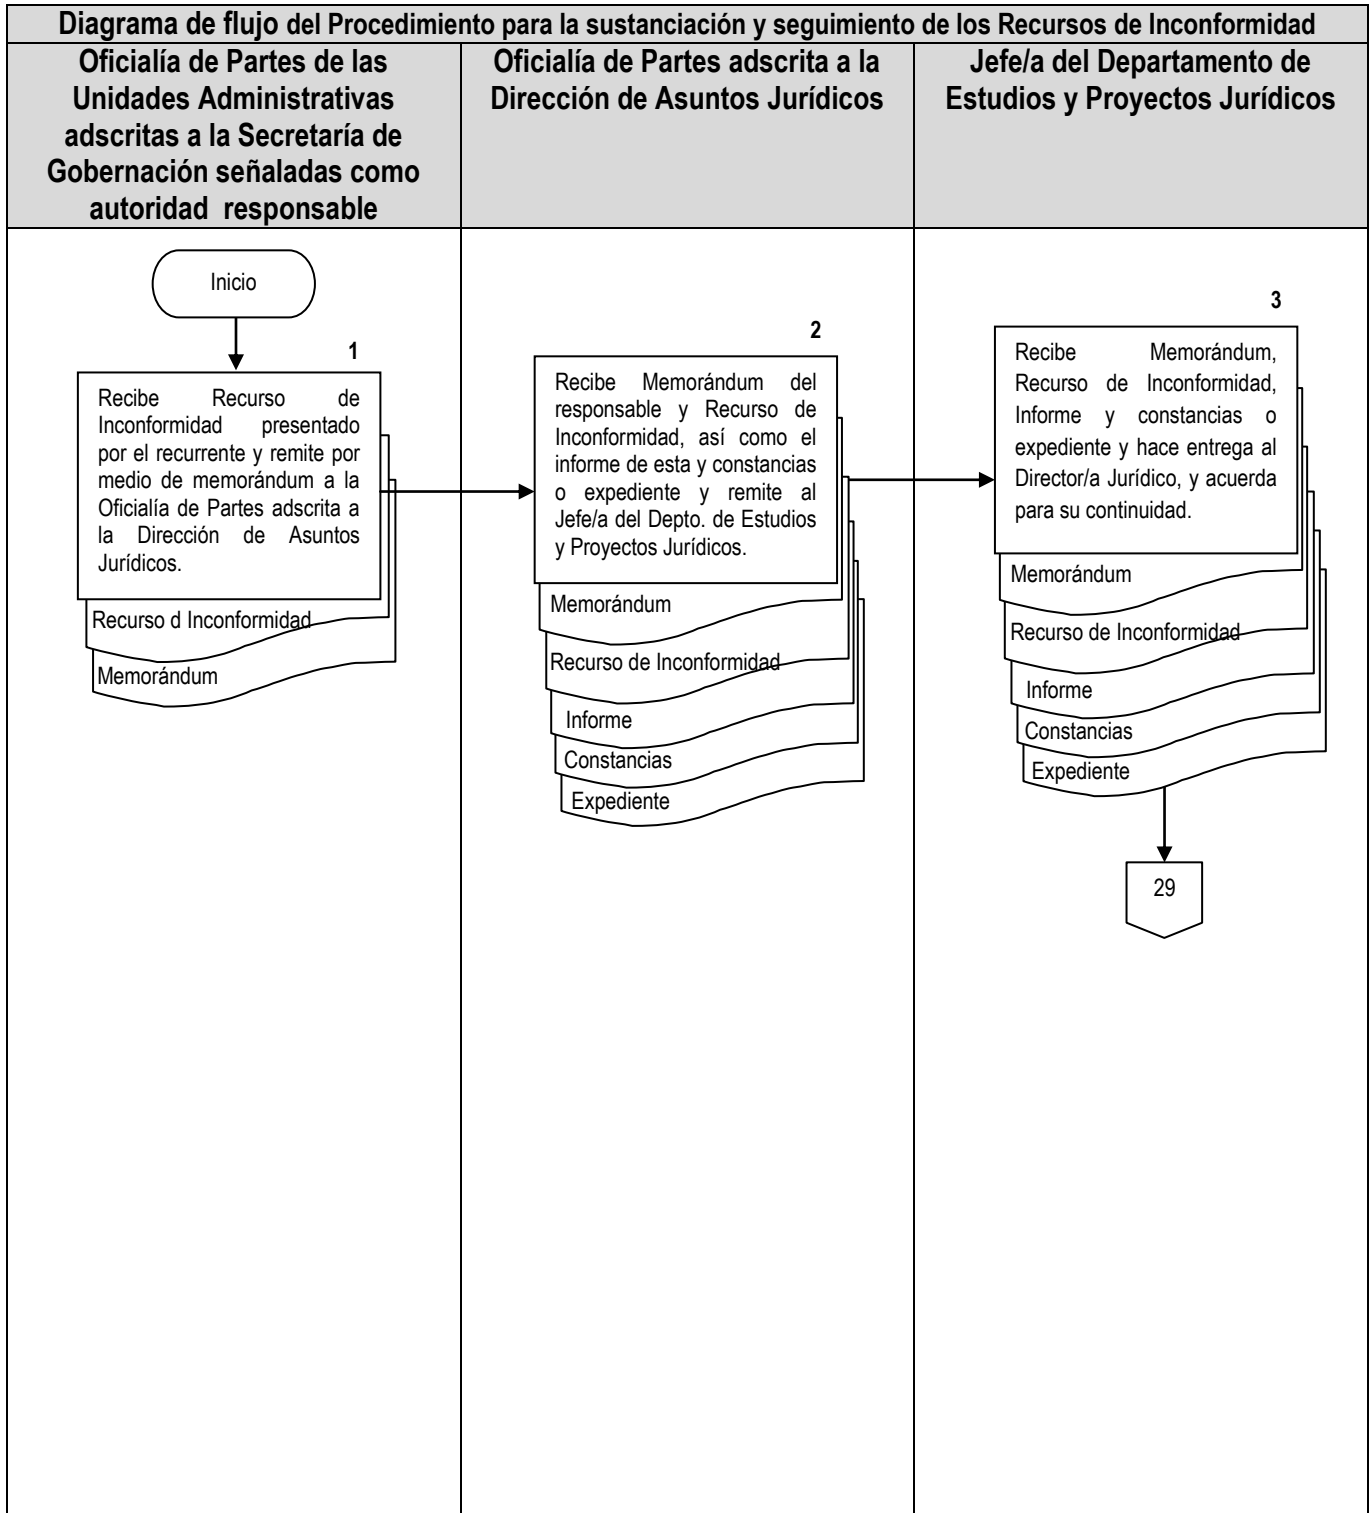 Diagrama de flujo del Procedimiento para la sustanciación y seguimiento de los Recursos de Inconformidad
Oficialía de Partes de las
Unidades Administrativas
adscritas a la Secretaría de
Gobernación señaladas como
autoridad responsable
Oficialía de Partes adscrita a la
Dirección de Asuntos Jurídicos
Jefe/a del Departamento de
Estudios y Proyectos Jurídicos
Inicio
1
Recibe Recurso de
Inconformidad presentado
por el recurrente y remite por
medio de memorándum a la
Oficialía de Partes adscrita a
la Dirección de Asuntos
Jurídicos.
Recurso d Inconformidad
Memorándum
2
Recibe Memorándum del
responsable y Recurso de
Inconformidad, así como el
informe de esta y constancias
o expediente y remite al
Jefe/a del Depto. de Estudios
y Proyectos Jurídicos.
Memorándum
Recurso de Inconformidad
Informe
Constancias
Expediente
3
Recibe Memorándum,
Recurso de Inconformidad,
Informe y constancias o
expediente y hace entrega al
Director/a Jurídico, y acuerda
para su continuidad.
Memorándum
Recurso de Inconformidad
Informe
Constancias
Expediente
29